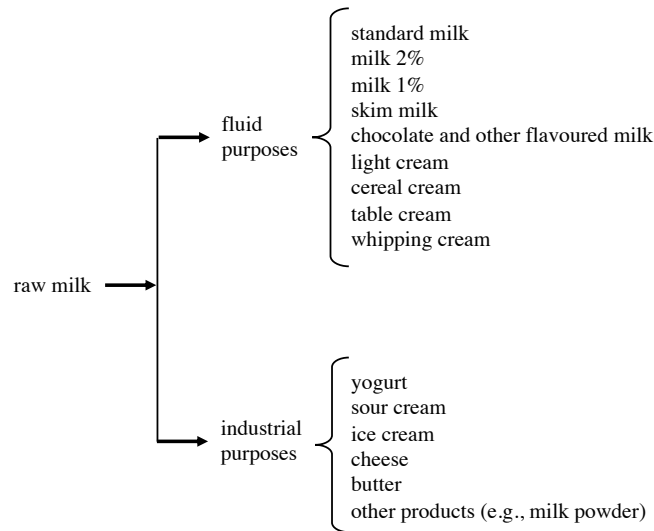 standard milk
milk 2%
milk 1%
skim milk
fluid
purposes
chocolate and other flavoured milk
light cream
cereal cream
table cream
whipping cream
raw milk
yogurt
sour cream
industrial
purposes
ice cream
cheese
butter
other products (e.g., milk powder)